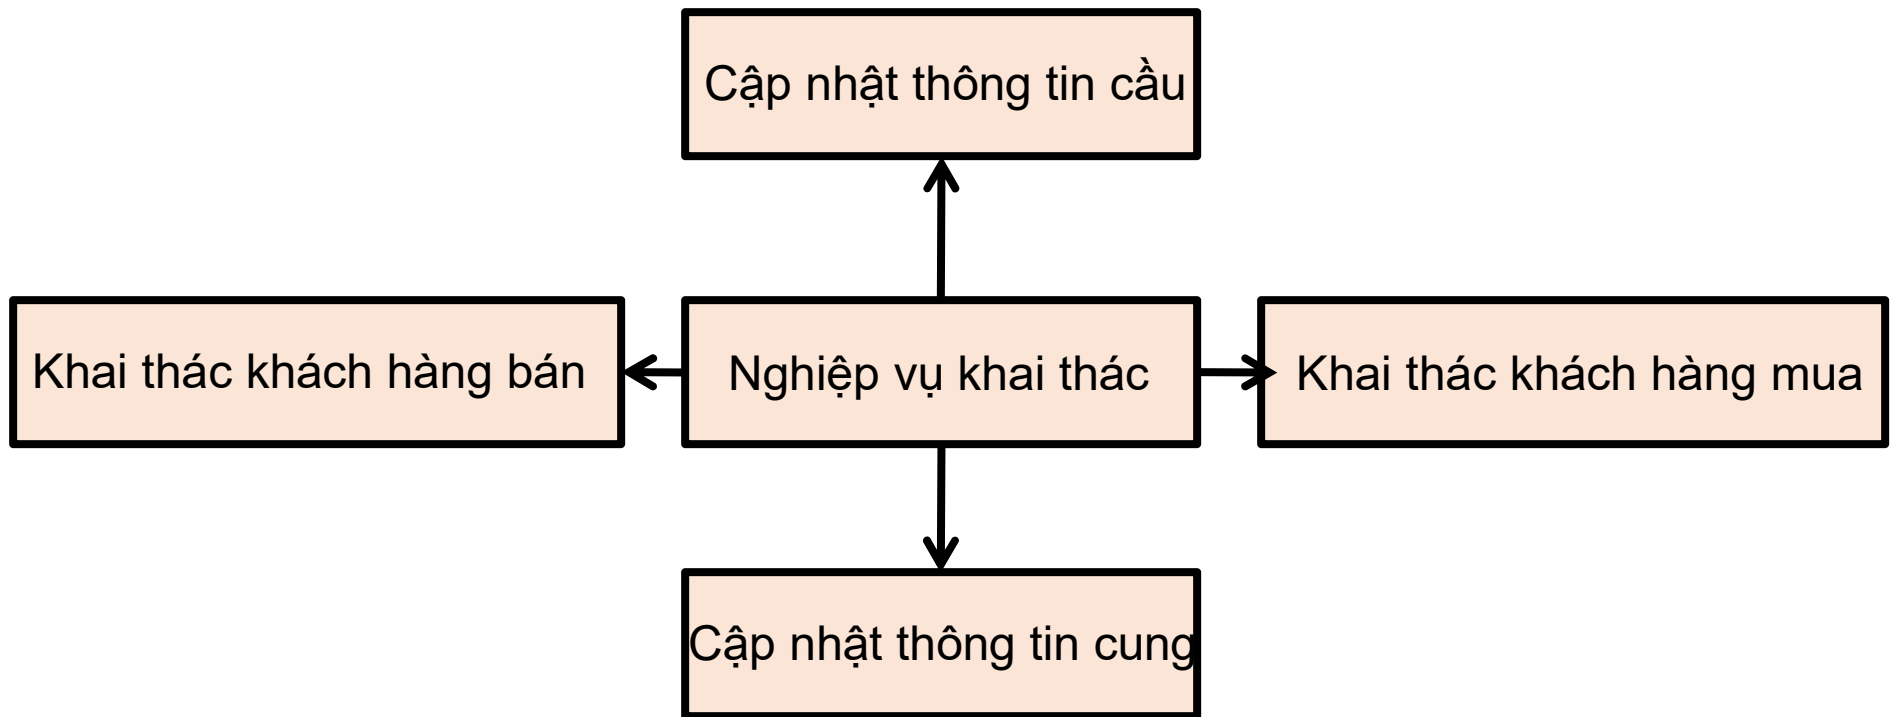 Cập nhật thông tin cầu
Khai thác khách hàng bán
Nghiệp vụ khai thác
Khai thác khách hàng mua
Cập nhật thông tin cung